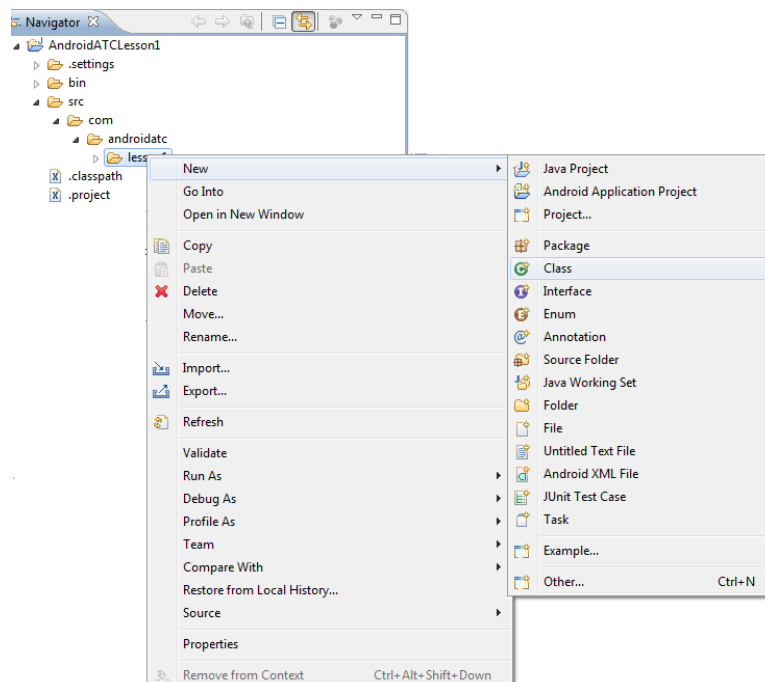 Navigator
AndroidATCLesson1
.settings
bin
src
com
androidatc
.classpath
.project
New
Go Into
Open in New Window
Copy
Paste
Delete
Move...
Rename...
Import...
Export...
Refresh
Validate
Run As
Debug As
Profile As
Team
Compare With
Restore from Local History...
Source
Properties
Remove from Context Ctrl+Alt+Shift+Down
Java Project
Android Application Project
Project...
Package
Class
Interface
Enum
Annotation
Source Folder
Java Working Set
Folder
File
Untitled Text File
Android XML File
JUnit Test Case
Task
Example...
Other... Ctrl+N